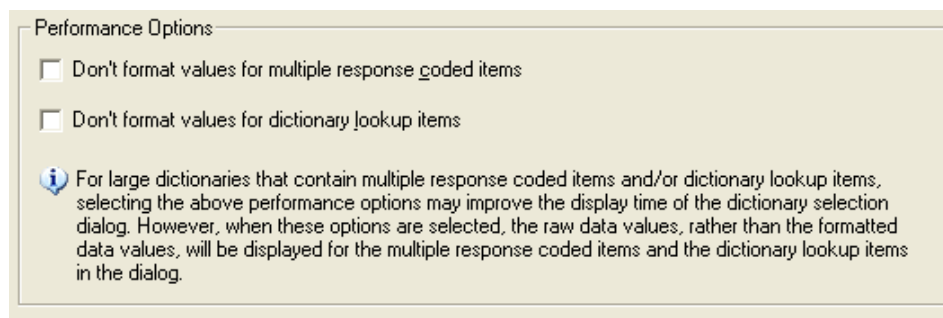 Performance Options
Don't format values for multiple response coded items
Don't format values for dictionary lookup items
For large dictionaries that contain multiple response coded items and/or dictionary lookup items,
selecting the above performance options may improve the display time of the dictionary selection
dialog. However, when these options are selected, the raw data values, rather than the formatted
data values, will be displayed for the multiple response coded items and the dictionary lookup items
in the dialog.